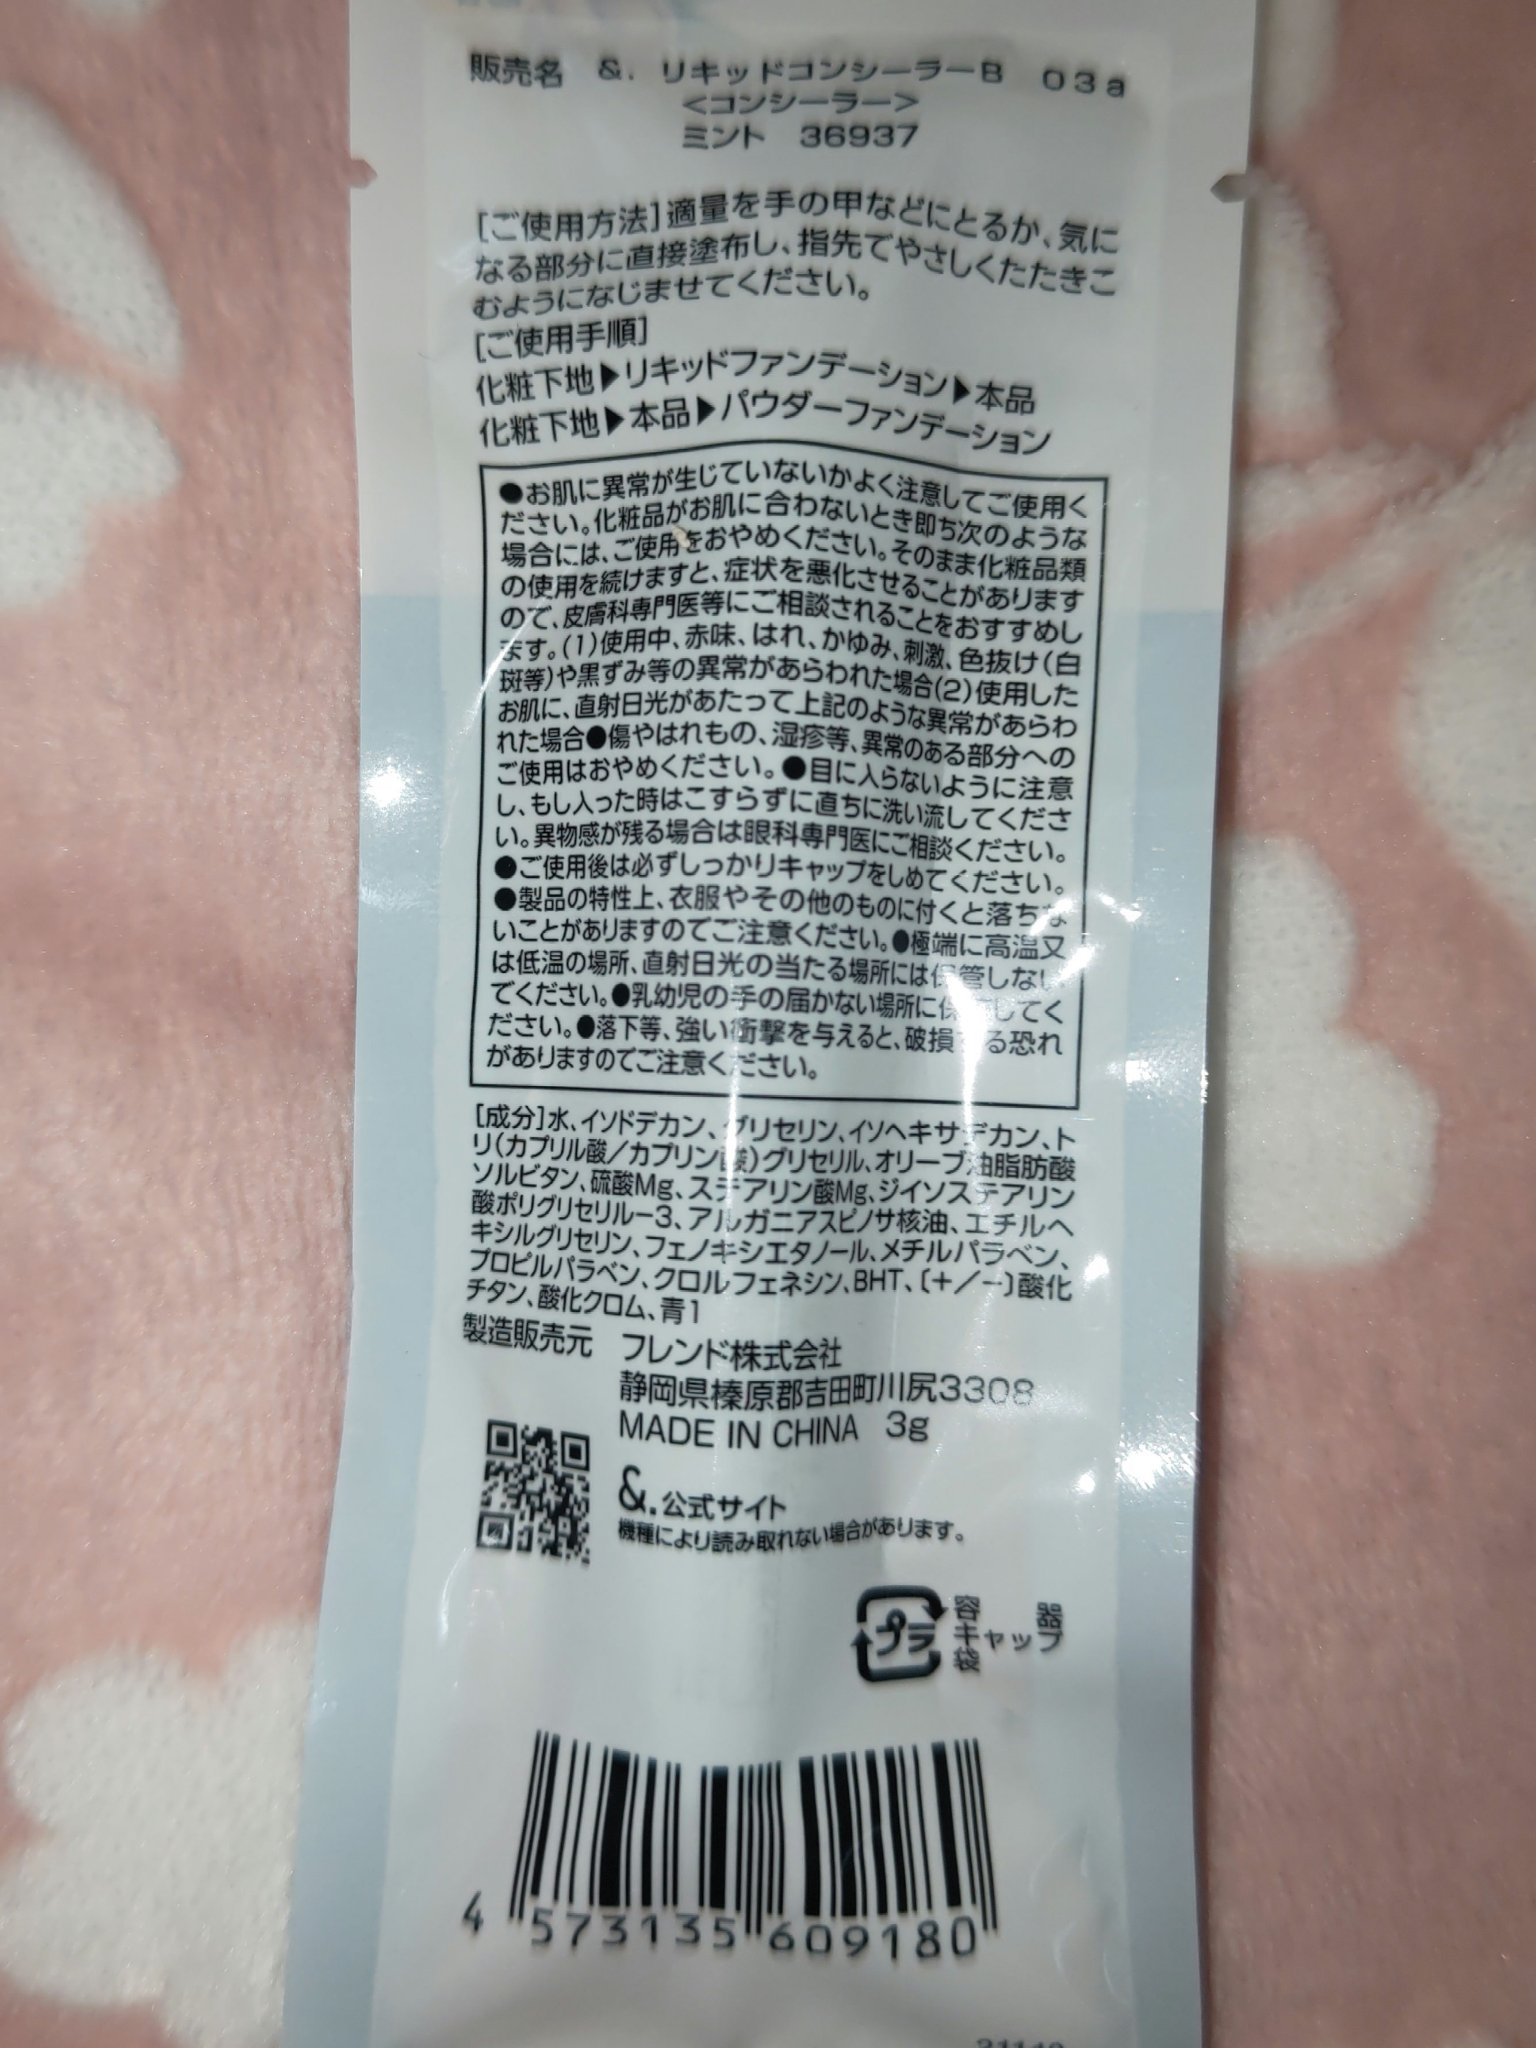 販売名 &. リキッドコンシーラーB 03a
<コンシーラー>
ミント 36937
[ご使用方法]適量を手の甲などにとるか、気に
なる部分に直接塗布し、指先でやさしくたたきこ
むようになじませてください。
[ご使用手順]
化粧下地▶リキッドファンデーション▶本品
化粧下地▶本品▶パウダーファンデーション
●お肌に異常が生じていないかよく注意してご使用く
ださい。化粧品がお肌に合わないとき即ち次のような
場合には、ご使用をおやめください。そのまま化粧品類
の使用を続けますと、症状を悪化させることがあります
ので、皮膚科専門医等にご相談されることをおすすめし
ます。(1)使用中、赤味、はれ、かゆみ、刺激、色抜け(白
斑等)や黒ずみ等の異常があらわれた場合(2)使用した
お肌に、直射日光があたって上記のような異常があらわ
れた場合●傷やはれもの、湿疹等、異常のある部分への
ご使用はおやめください。●目に入らないように注意
し、もし入った時はこすらずに直ちに洗い流してくださ
い。異物感が残る場合は眼科専門医にご相談ください。
●ご使用後は必ずしっかりキャップをしめてください。
●製品の特性上、衣服やその他のものに付くと落ちな
いことがありますのでご注意ください。●極端に高温又
は低温の場所、直射日光の当たる場所には保管しない
でください。●乳幼児の手の届かない場所に保管してく
ださい。●落下等、強い衝撃を与えると、破損する恐れ
がありますのでご注意ください。
[成分]水、イソドデカン、グリセリン、イソヘキサデカン、ト
リ(カプリル酸/カプリン酸)グリセリル、オリーブ油脂肪酸
ソルビタン、硫酸Mg、ステアリン酸Mg、ジイソステアリン
酸ポリグリセリル-3、アルガニアスピノサ核油、エチルヘ
キシルグリセリン、フェノキシエタノール、メチルパラベン、
プロピルパラベン、クロルフェネシン、BHT、(+/-)酸化
チタン、酸化クロム、青1
製造販売元 フレンド株式会社
静岡県榛原郡吉田町川尻3308
MADE IN CHINA 3g
&.公式サイト
機種により読み取れない場合があります。
プラ
容器
キャップ
袋
4 573135 609180